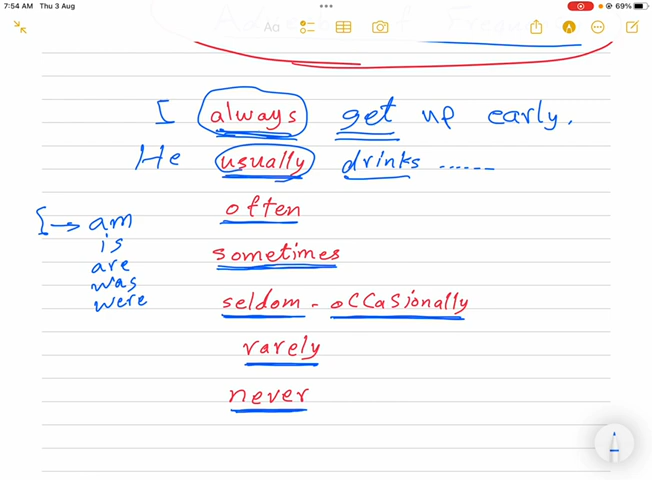 7:54 AM Thu 3 Aug 69%
Aa
I always get up early.
He usually drinks ......
often
I → am
is
sometimes
are
was
were
seldom - occasionally
rarely
never